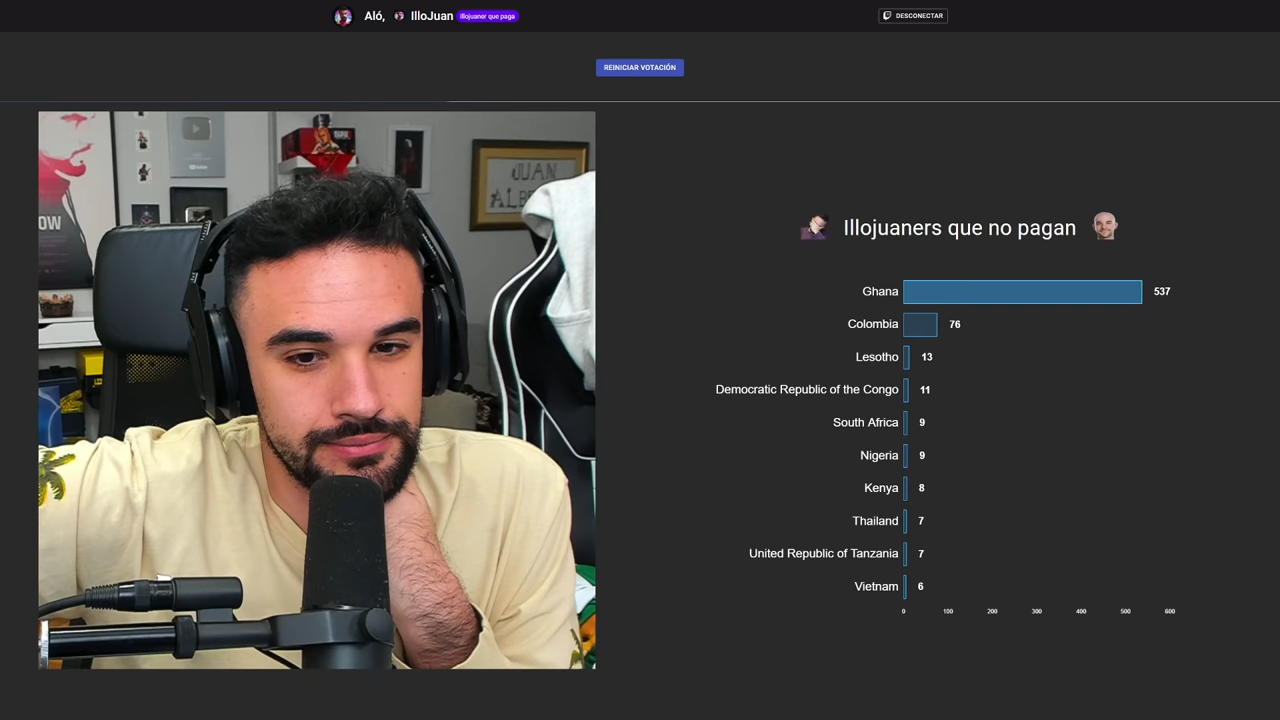 Aló, IlloJuan Illojuaner que paga
DESCONECTAR
REINICIAR VOTACIÓN
OW
JUAN
Illojuaners que no pagan
Ghana 537
Colombia 76
Lesotho 13
Democratic Republic of the Congo 11
South Africa 9
Nigeria 9
Kenya 8
Thailand 7
United Republic of Tanzania 7
Vietnam 6
0 100 200 300 400 500 600